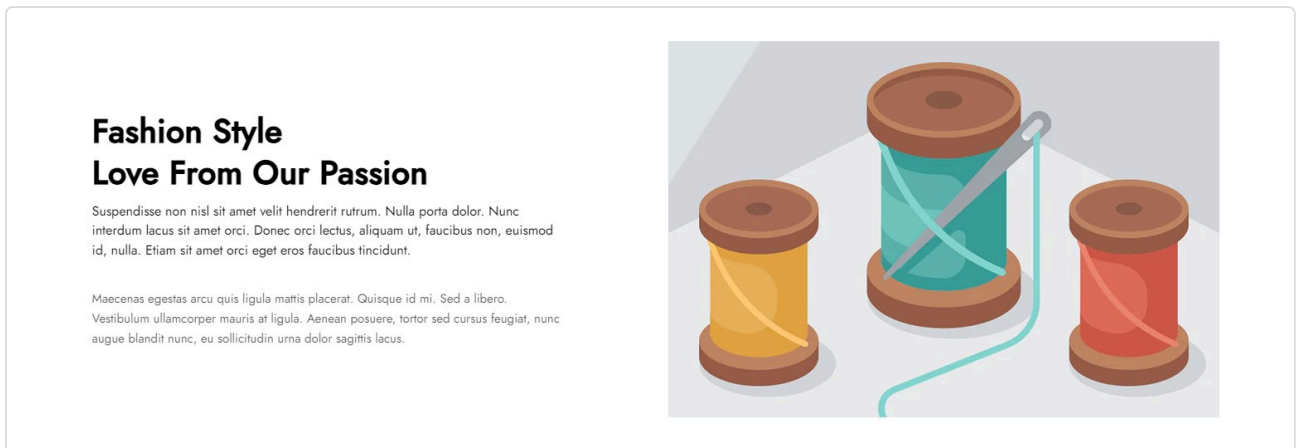 Fashion Style
Love From Our Passion
Suspendisse non nisl sit amet velit hendrerit rutrum. Nulla porta dolor. Nunc
interdum lacus sit amet orci. Donec orci lectus, aliquam ut, faucibus non, euismod
id, nulla. Etiam sit amet orci eget eros faucibus tincidunt.
Maecenas egestas arcu quis ligula mattis placerat. Quisque id mi. Sed a libero.
Vestibulum ullamcorper mauris at ligula. Aenean posuere, tortor sed cursus feugiat, nunc
augue blandit nunc, eu sollicitudin urna dolor sagittis lacus.